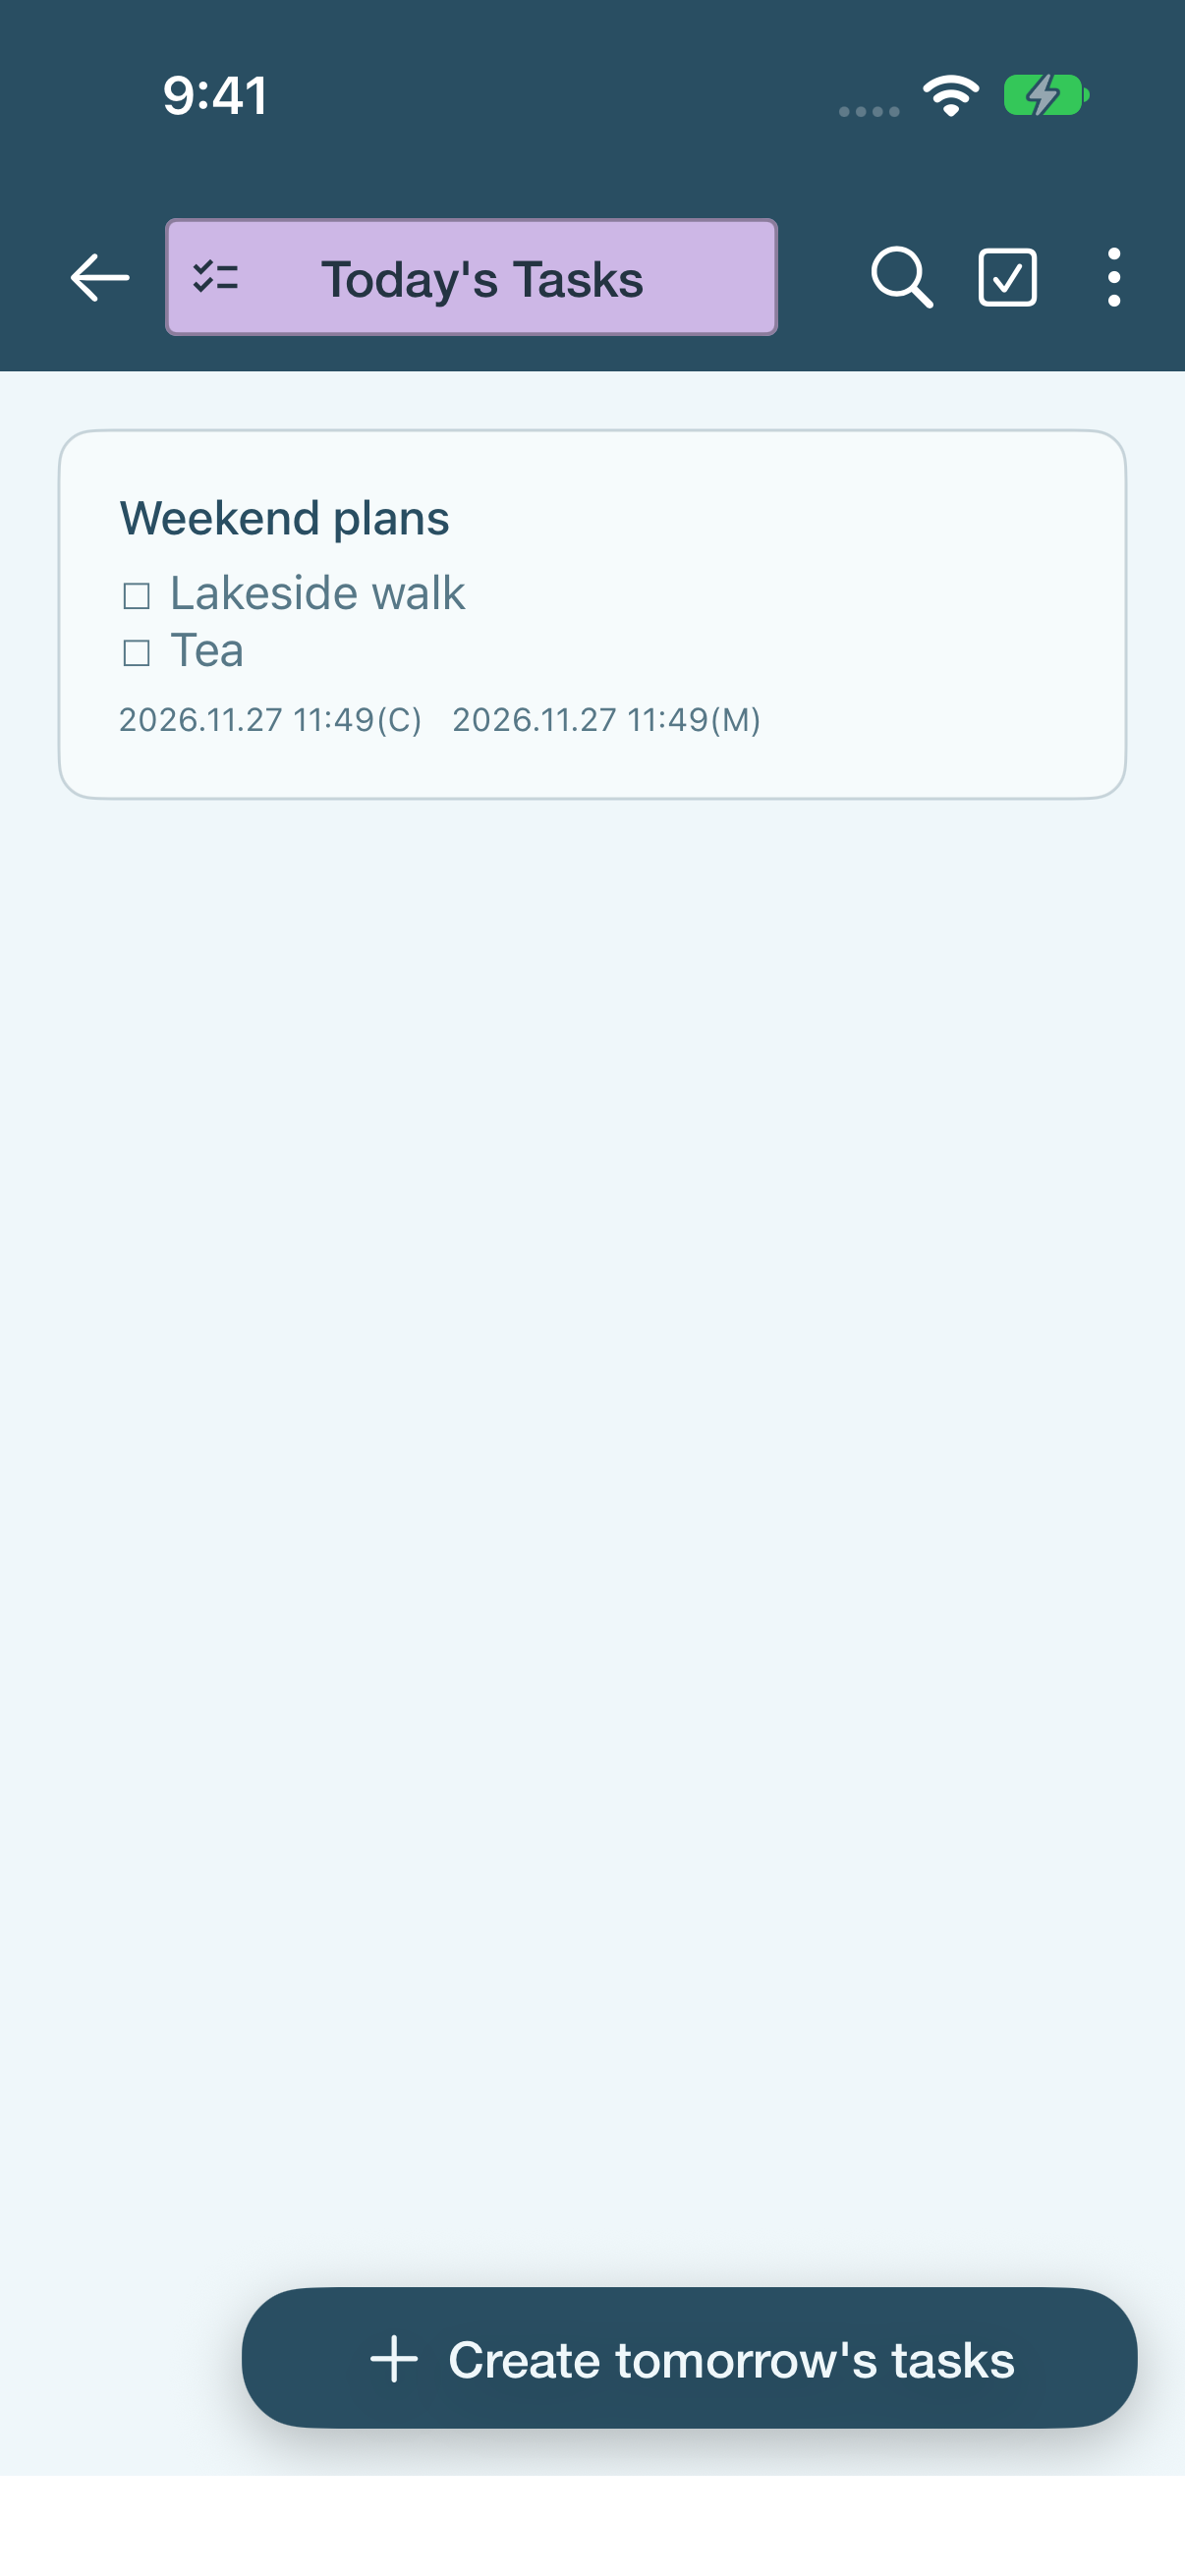 9:41
Today's Tasks
Weekend plans
☐ Lakeside walk
☐ Tea
2026.11.27 11:49(C) 2026.11.27 11:49(M)
Create tomorrow's tasks